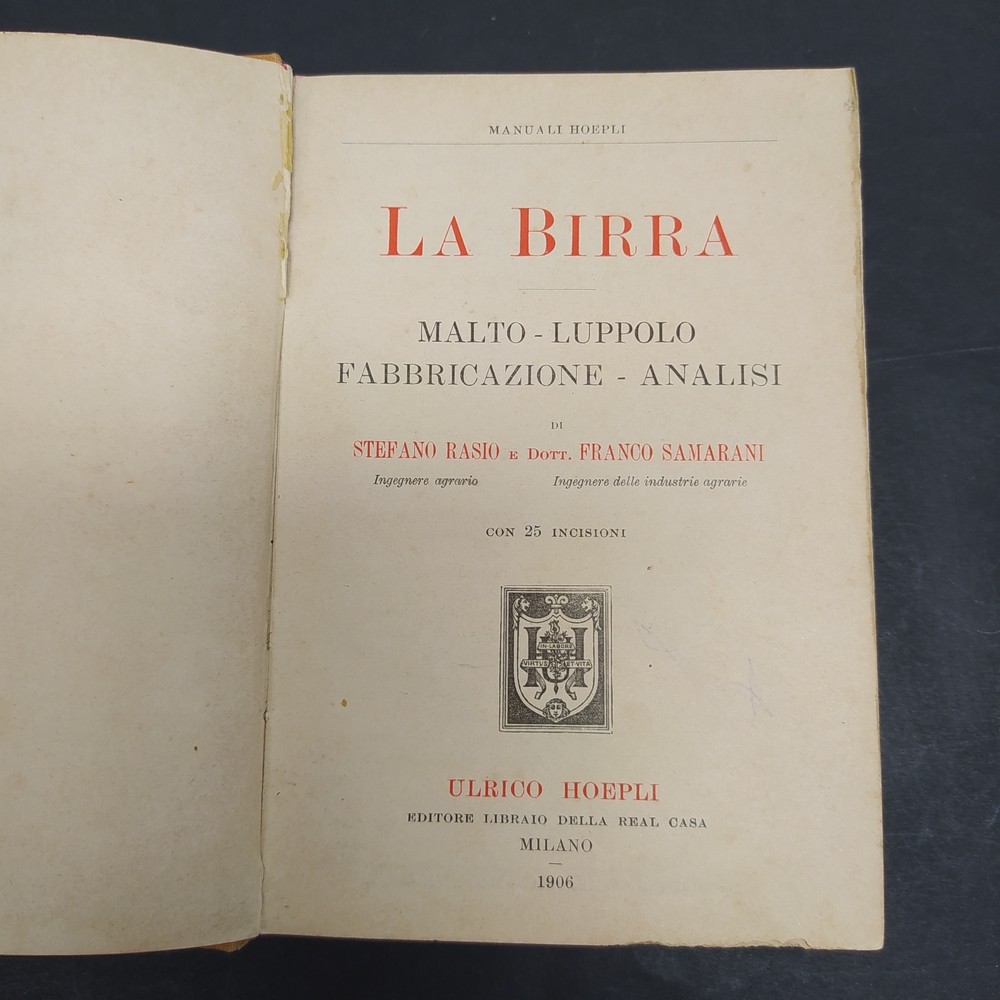 MANUALI HOEPLI
LA BIRRA
MALTO - LUPPOLO
FABBRICAZIONE - ANALISI
DI
STEFANO RASIO E DOTT. FRANCO SAMARANI
Ingegnere agrario Ingegnere delle industrie agrarie
CON 25 INCISIONI
H H
IN·LABORE
VIRTUS ET·VITA
ULRICO HOEPLI
EDITORE LIBRAIO DELLA REAL CASA
MILANO
1906